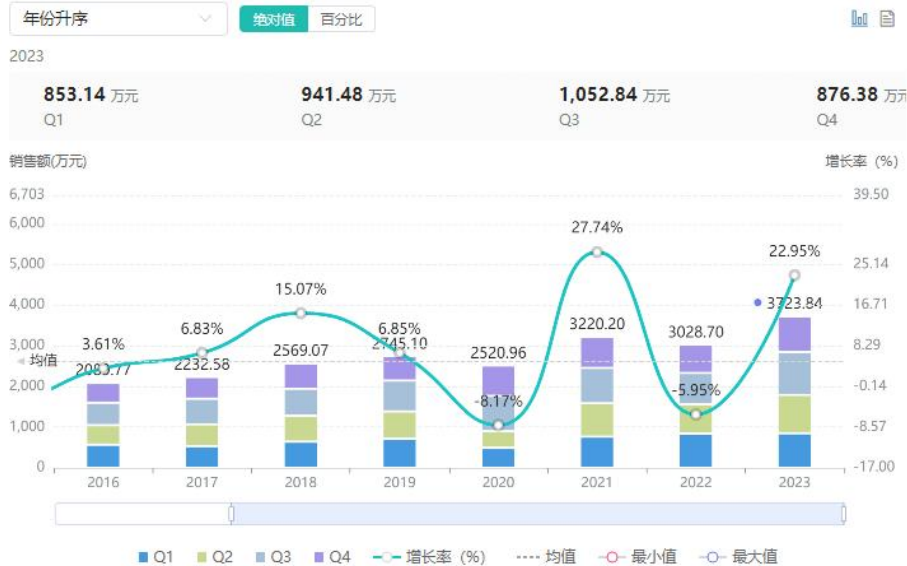 年份升序 绝对值 百分比
2023
853.14 万元 941.48 万元 1,052.84 万元 876.38 万元
Q1 Q2 Q3 Q4
销售额(万元) 增长率（%）
6,703 39.50
6,000
27.74%
22.95%
5,000 25.14
15.07%
4,000 3723.84 16.71
3.61% 6.83% 6.85% 3220.20
3,000 2745.10 3028.70 8.29
均值 2232.58 2569.07 2520.96
2,000 -8.17% -5.95% -0.14
1,000 -8.57
0 -17.00
2016 2017 2018 2019 2020 2021 2022 2023
Q1 Q2 Q3 Q4 增长率（%） 均值 最小值 最大值